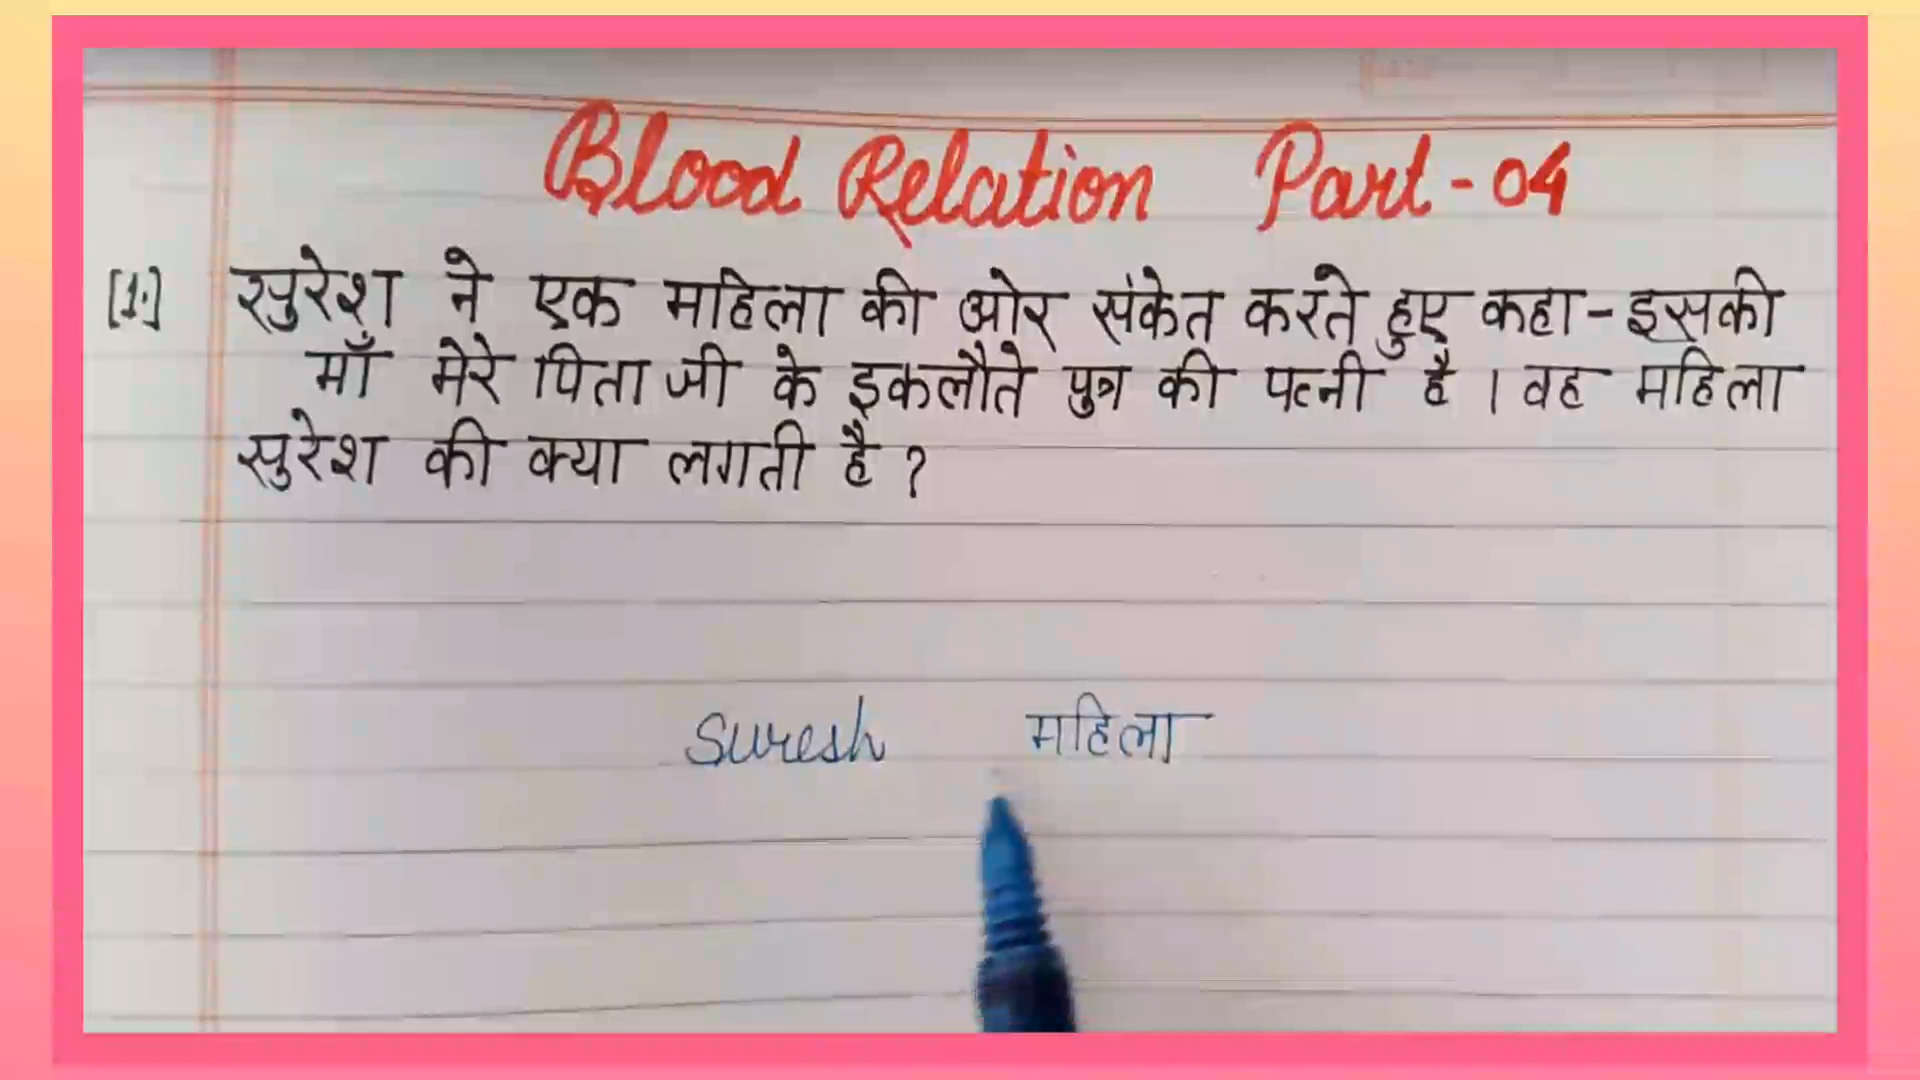 Blood Relation Part-04
[1.] सुरेश ने एक महिला की ओर संकेत करते हुए कहा - इसकी
माँ मेरे पिता जी के इकलौते पुत्र की पत्नी है । वह महिला
सुरेश की क्या लगती है ?
Suresh महिला